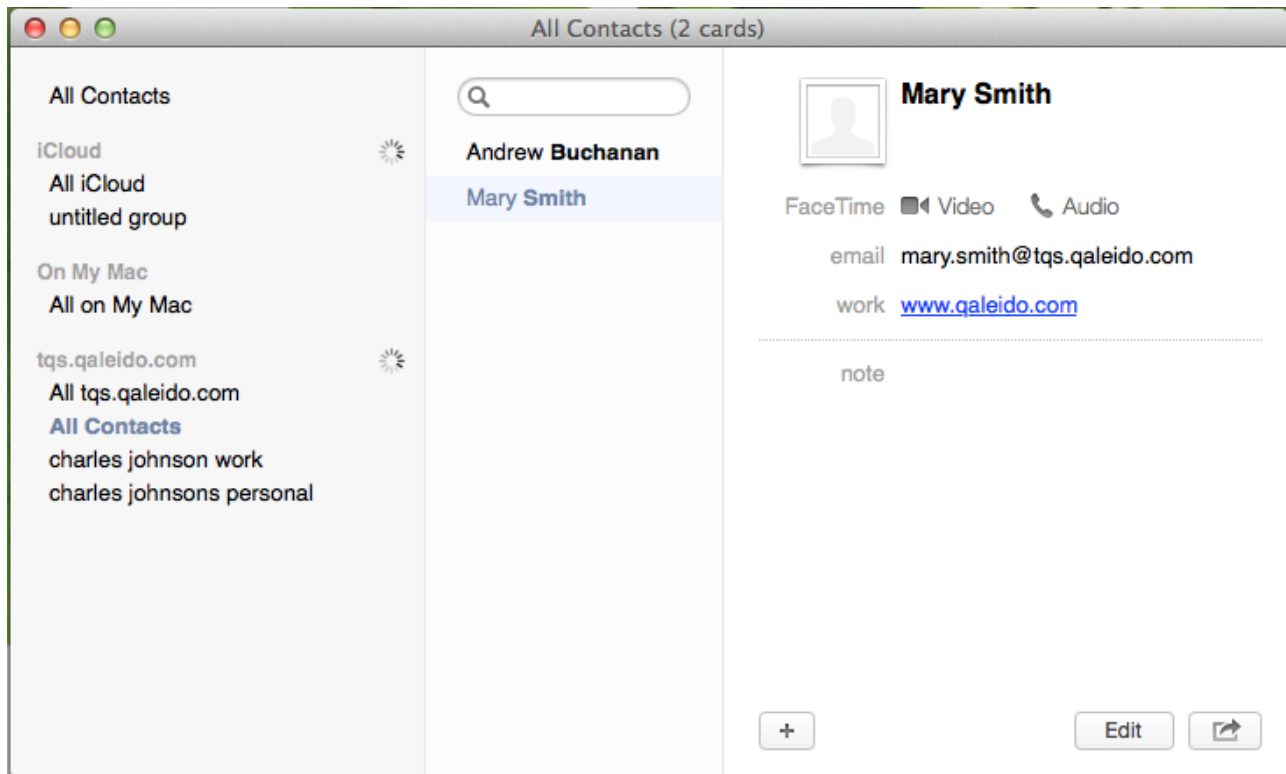 All Contacts (2 cards)
All Contacts
iCloud
All iCloud
untitled group
On My Mac
All on My Mac
tqs.qaleido.com
All tqs.qaleido.com
All Contacts
charles johnson work
charles johnsons personal
Andrew Buchanan
Mary Smith
Mary Smith
FaceTime Video Audio
email mary.smith@tqs.qaleido.com
work www.qaleido.com
note
+ Edit